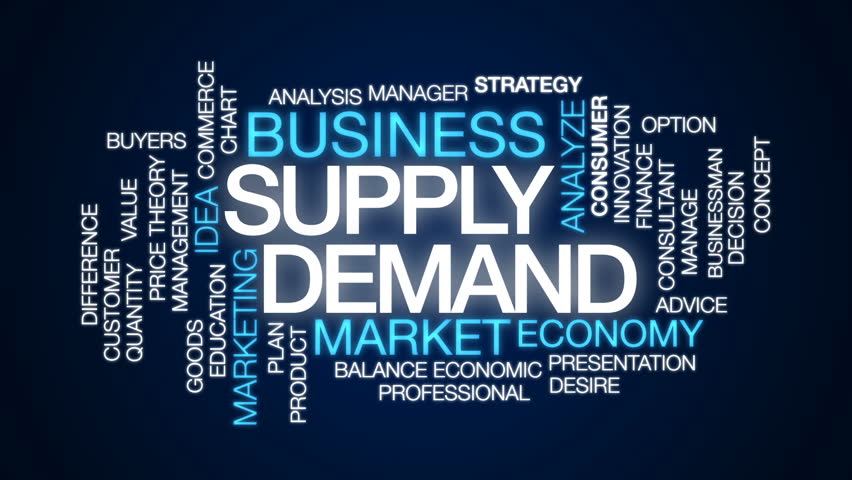 STRATEGY
ANALYSIS MANAGER
COMMERCE
CHART
BUSINESS
ANALYZE
CONSUMER
INNOVATION
OPTION
BUYERS
FINANCE
CONSULTANT
MANAGE
BUSINESSMAN
DECISION
CONCEPT
SUPPLY
IDEA
PRICE THEORY
MANAGEMENT
VALUE
DIFFERENCE
CUSTOMER
QUANTITY
DEMAND
MARKETING
EDUCATION
GOODS
ADVICE
PLAN
PRODUCT
MARKET
ECONOMY
BALANCE ECONOMIC
PRESENTATION
PROFESSIONAL
DESIRE